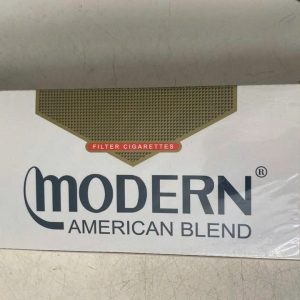 FILTER CIGARETTES
MODERN®
AMERICAN BLEND